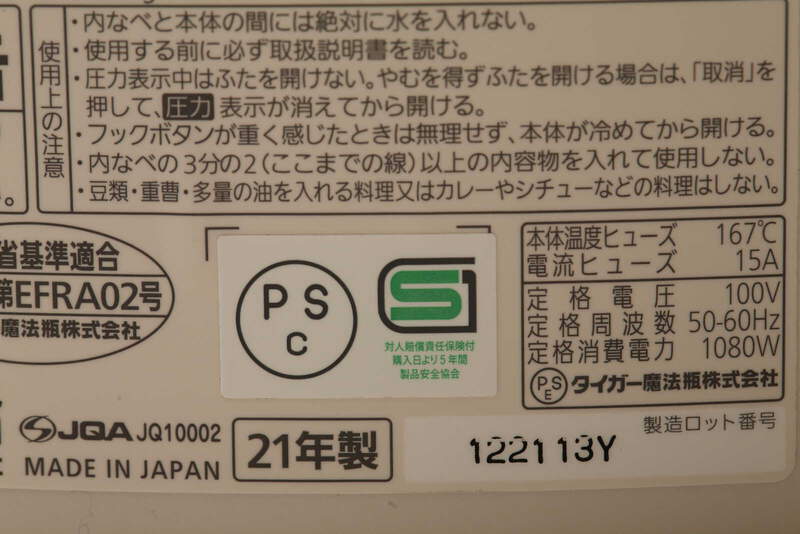 使用上の注意
・内なべと本体の間には絶対に水を入れない。
・使用する前に必ず取扱説明書を読む。
・圧力表示中はふたを開けない。やむを得ずふたを開ける場合は、「取消」を
押して、圧力 表示が消えてから開ける。
・フックボタンが重く感じたときは無理せず、本体が冷めてから開ける。
・内なべの3分の2(ここまでの線)以上の内容物を入れて使用しない。
・豆類・重曹・多量の油を入れる料理又はカレーやシチューなどの料理はしない。
省基準適合
第EFRA02号
魔法瓶株式会社
PS
C
S1
対人賠償責任保険付
購入日より5年間
製品安全協会
本体温度ヒューズ 167℃
電流ヒューズ 15A
定格電圧 100V
定格周波数 50-60Hz
定格消費電力 1080W
PSE タイガー魔法瓶株式会社
JQA JQ10002
MADE IN JAPAN
21年製
製造ロット番号
122113Y